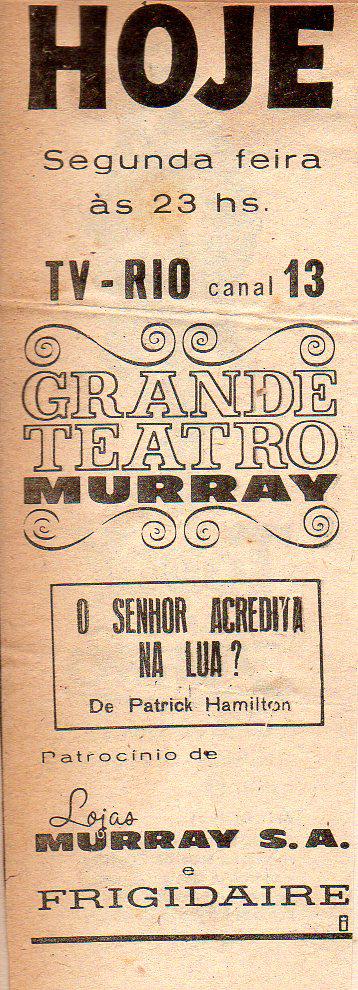 HOJE
Segunda feira
às 23 hs.
TV-RIO canal 13
GRANDE
TEATRO
MURRAY
O SENHOR ACREDITA
NA LUA?
De Patrick Hamilton
Patrocínio de
Lojas
MURRAY S.A.
e
FRIGIDAIRE